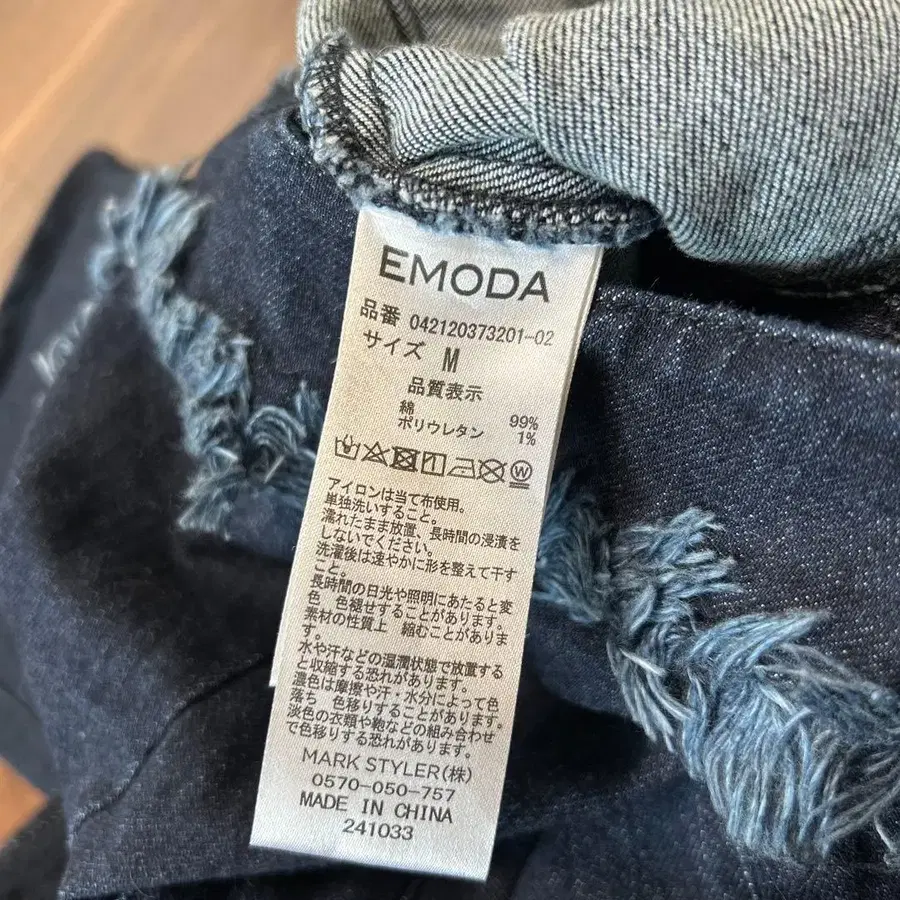 EMODA
品番 042120373201-02
サイズ M
品質表示
綿 99%
ポリウレタン 1%
アイロンは当て布使用。
単独洗いすること。
濡れたまま放置、長時間の浸漬を
しないでください。
洗濯後は速やかに形を整えて干す
こと。
長時間の日光や照明にあたると変
色 色褪せすることがあります。
素材の性質上 縮むことがありま
す。
水や汗などの湿潤状態で放置する
と収縮する恐れがあります。
濃色は摩擦や汗・水分によって色
落ち 色移りすることがあります。
淡色の衣類や鞄などの組み合わせ
で色移りする恐れがあります。
MARK STYLER(株)
0570-050-757
MADE IN CHINA
241033